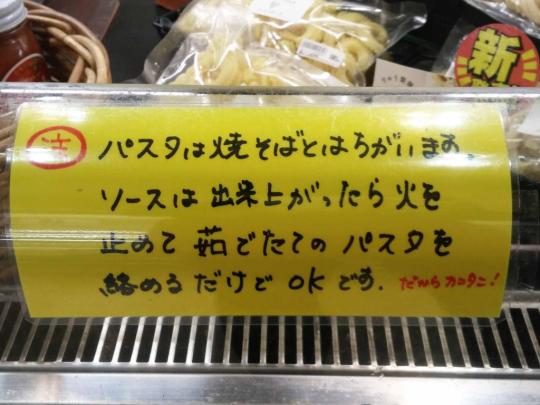 新
注 パスタは焼そばとはちがいます。
ソースは出来上がったら火を
止めて茹でたてのパスタを
絡めるだけでOKです. だからカンタン!